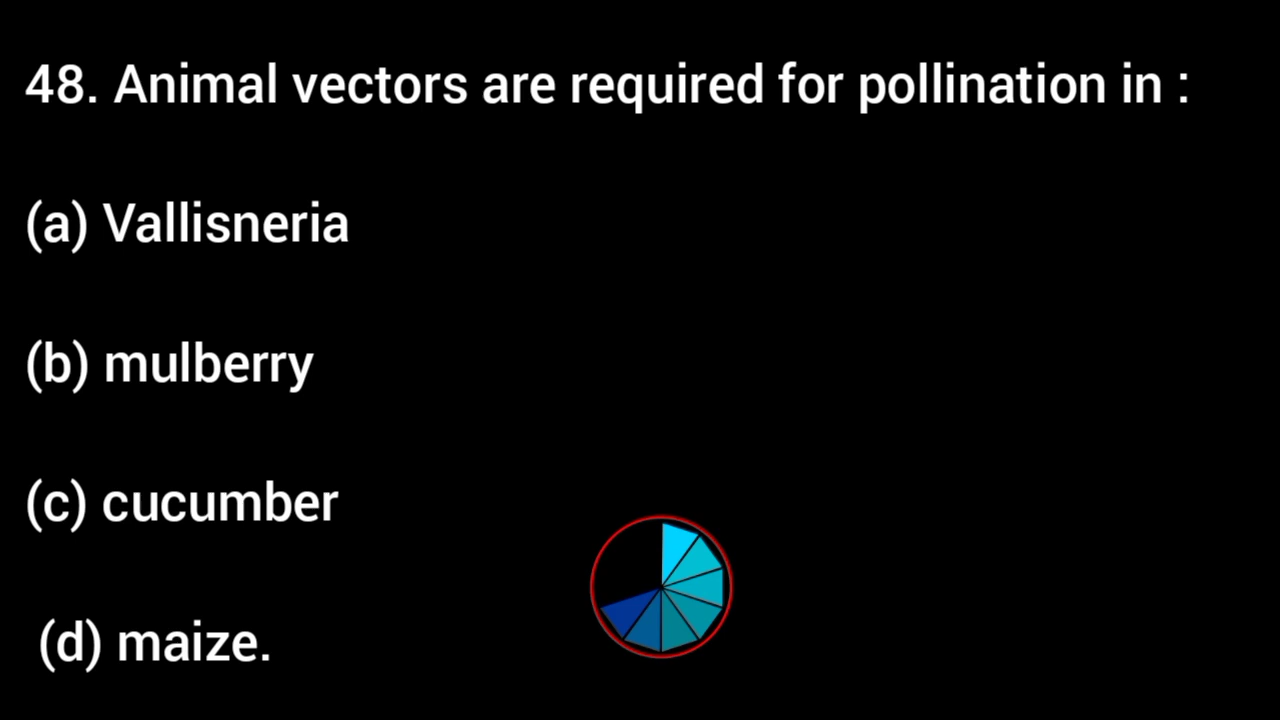 48. Animal vectors are required for pollination in :
(a) Vallisneria
(b) mulberry
(c) cucumber
(d) maize.